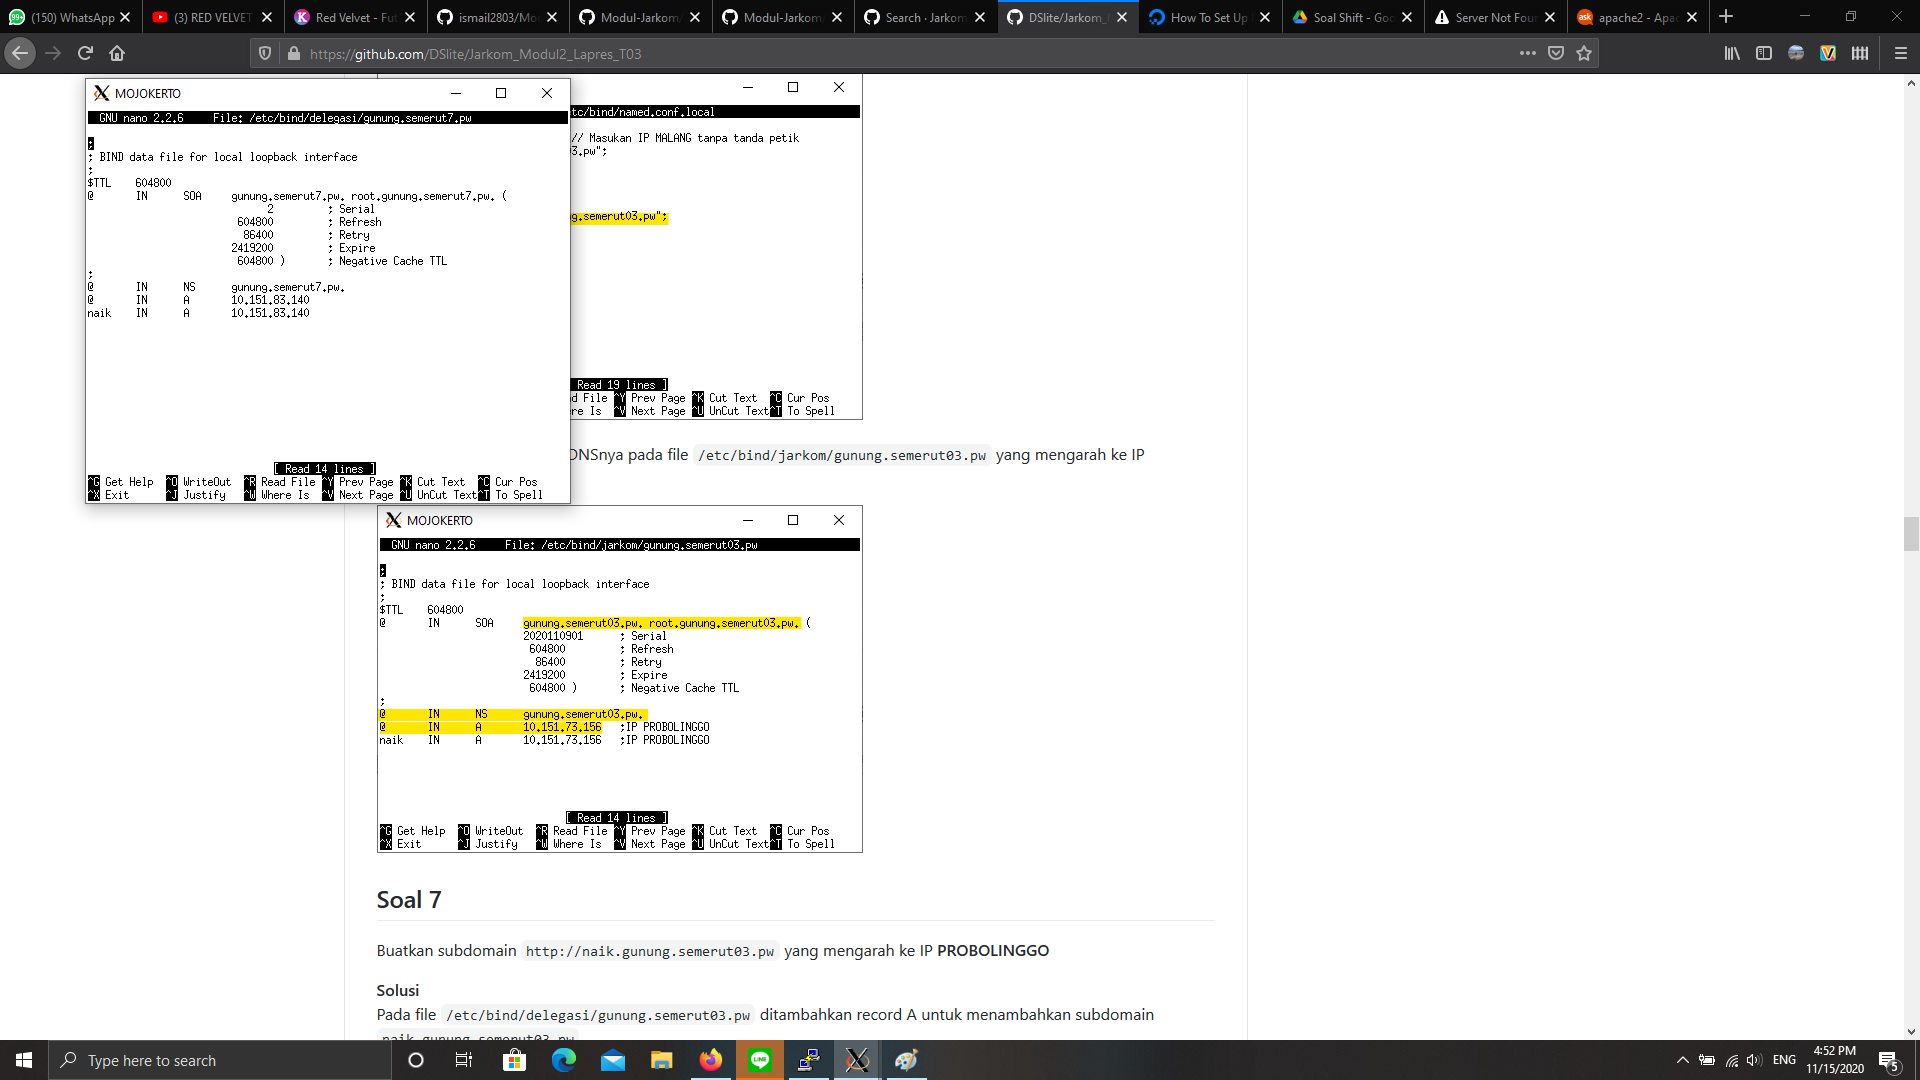 (150) WhatsApp
(3) RED VELVET
Red Velvet - Fut
ismail2803/Mod
Modul-Jarkom/
Modul-Jarkom/
Search · Jarkom
DSlite/Jarkom_M
How To Set Up
Soal Shift - Goo
Server Not Foun
apache2 - Apac
https://github.com/DSlite/Jarkom_Modul2_Lapres_T03
MOJOKERTO
GNU nano 2.2.6 File: /etc/bind/delegasi/gunung.semerut7.pw
;
; BIND data file for local loopback interface
;
$TTL 604800
@ IN SOA gunung.semerut7.pw. root.gunung.semerut7.pw. (
2 ; Serial
604800 ; Refresh
86400 ; Retry
2419200 ; Expire
604800 ) ; Negative Cache TTL
;
@ IN NS gunung.semerut7.pw.
@ IN A 10.151.83.140
naik IN A 10.151.83.140
[ Read 14 lines ]
^G Get Help ^O WriteOut ^R Read File ^Y Prev Page ^K Cut Text ^C Cur Pos
^X Exit ^J Justify ^W Where Is ^V Next Page ^U UnCut Text ^T To Spell
tc/bind/named.conf.local
// Masukan IP MALANG tanpa tanda petik
3.pw";
g.semerut03.pw";
[ Read 19 lines ]
d File ^Y Prev Page ^K Cut Text ^C Cur Pos
re Is ^V Next Page ^U UnCut Text ^T To Spell
DNSnya pada file /etc/bind/jarkom/gunung.semerut03.pw yang mengarah ke IP
MOJOKERTO
GNU nano 2.2.6 File: /etc/bind/jarkom/gunung.semerut03.pw
;
; BIND data file for local loopback interface
;
$TTL 604800
@ IN SOA gunung.semerut03.pw. root.gunung.semerut03.pw. (
2020110901 ; Serial
604800 ; Refresh
86400 ; Retry
2419200 ; Expire
604800 ) ; Negative Cache TTL
;
@ IN NS gunung.semerut03.pw.
@ IN A 10.151.73.156 ;IP PROBOLINGGO
naik IN A 10.151.73.156 ;IP PROBOLINGGO
[ Read 14 lines ]
^G Get Help ^O WriteOut ^R Read File ^Y Prev Page ^K Cut Text ^C Cur Pos
^X Exit ^J Justify ^W Where Is ^V Next Page ^U UnCut Text ^T To Spell
Soal 7
Buatkan subdomain http://naik.gunung.semerut03.pw yang mengarah ke IP PROBOLINGGO
Solusi
Pada file /etc/bind/delegasi/gunung.semerut03.pw ditambahkan record A untuk menambahkan subdomain
naik.gunung.semerut03.pw
Type here to search
ENG
4:52 PM
11/15/2020
5